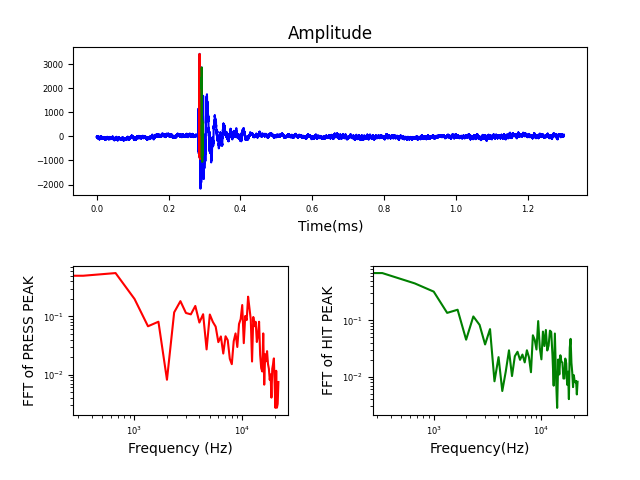 Amplitude
3000
2000
1000
0
−1000
−2000
0.0 0.2 0.4 0.6 0.8 1.0 1.2
Time(ms)
FFT of PRESS PEAK
10⁻¹
10⁻²
10³ 10⁴
Frequency (Hz)
FFT of HIT PEAK
10⁻¹
10⁻²
10³ 10⁴
Frequency(Hz)